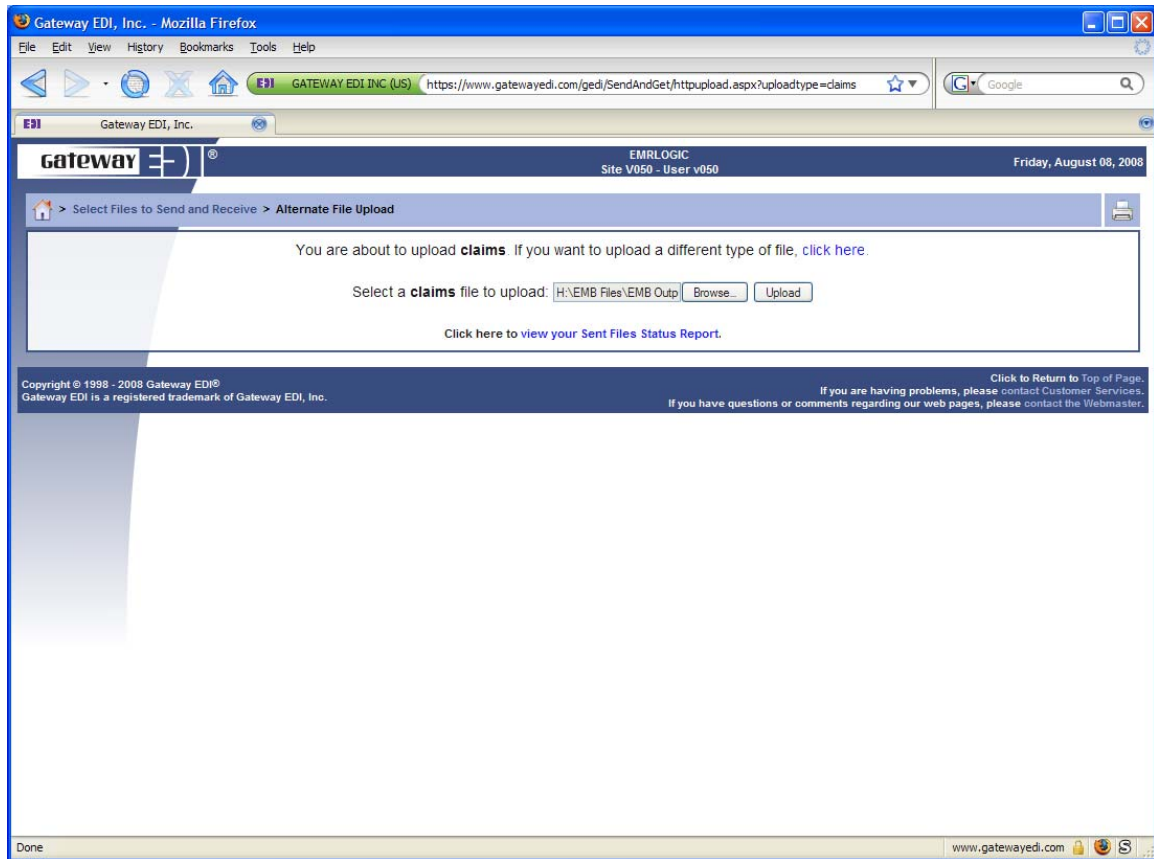 Gateway EDI, Inc. - Mozilla Firefox
File Edit View History Bookmarks Tools Help
EDI GATEWAY EDI INC (US) https://www.gatewayedi.com/gedi/SendAndGet/httpupload.aspx?uploadtype=claims G Google
EDI Gateway EDI, Inc.
Gateway EDI ® EMRLOGIC
Site V050 - User v050 Friday, August 08, 2008
> Select Files to Send and Receive > Alternate File Upload
You are about to upload claims. If you want to upload a different type of file, click here.
Select a claims file to upload: H:\EMB Files\EMB Outp Browse... Upload
Click here to view your Sent Files Status Report.
Copyright © 1998 - 2008 Gateway EDI®
Gateway EDI is a registered trademark of Gateway EDI, Inc.
Click to Return to Top of Page.
If you are having problems, please contact Customer Services.
If you have questions or comments regarding our web pages, please contact the Webmaster.
Done www.gatewayedi.com S